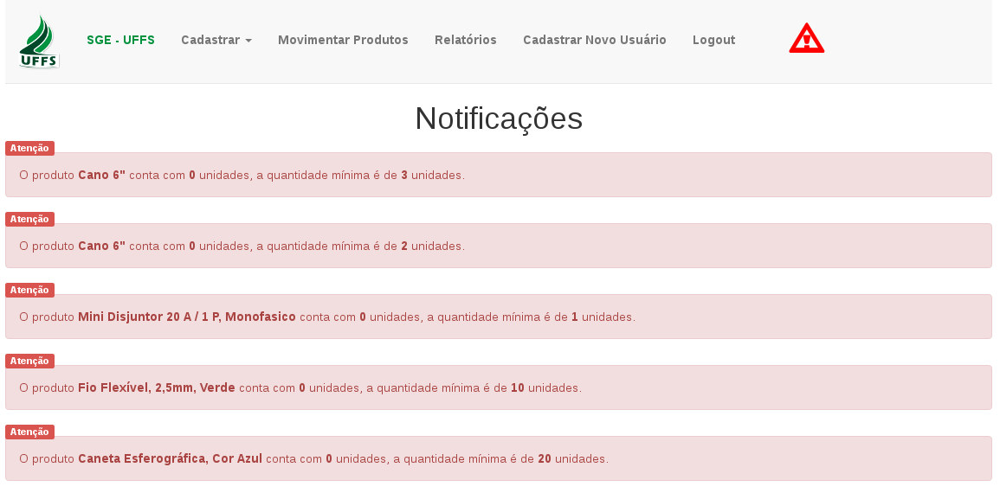 UFFS
SGE - UFFS Cadastrar Movimentar Produtos Relatórios Cadastrar Novo Usuário Logout
Notificações
Atenção
O produto Cano 6" conta com 0 unidades, a quantidade mínima é de 3 unidades.
Atenção
O produto Cano 6" conta com 0 unidades, a quantidade mínima é de 2 unidades.
Atenção
O produto Mini Disjuntor 20 A / 1 P, Monofasico conta com 0 unidades, a quantidade mínima é de 1 unidades.
Atenção
O produto Fio Flexível, 2,5mm, Verde conta com 0 unidades, a quantidade mínima é de 10 unidades.
Atenção
O produto Caneta Esferográfica, Cor Azul conta com 0 unidades, a quantidade mínima é de 20 unidades.